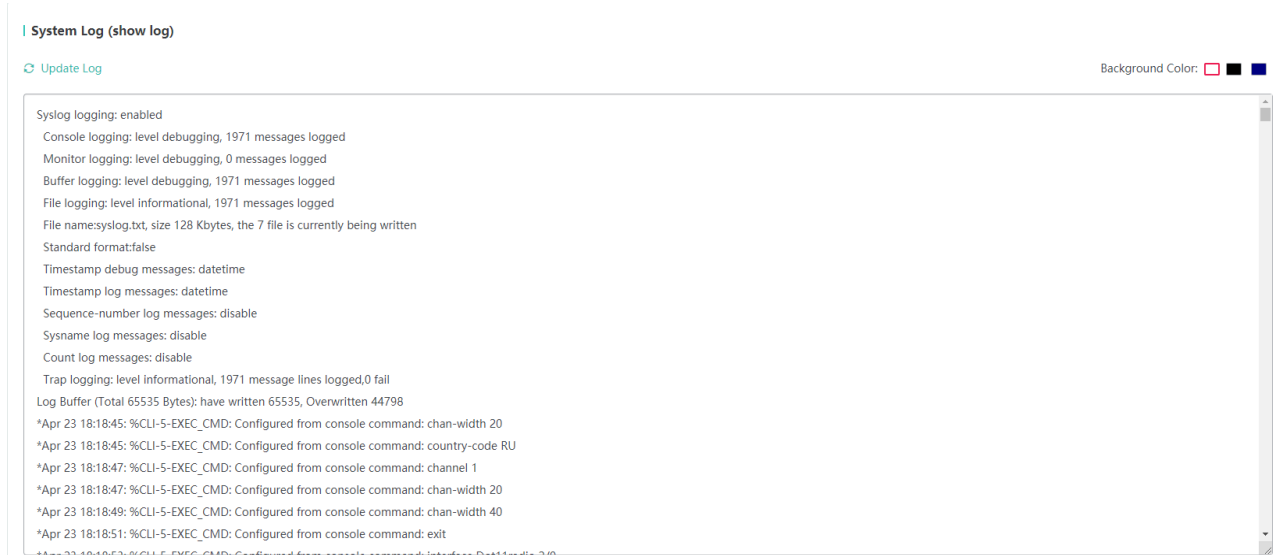 System Log (show log)
Update Log
Background Color:
Syslog logging: enabled
Console logging: level debugging, 1971 messages logged
Monitor logging: level debugging, 0 messages logged
Buffer logging: level debugging, 1971 messages logged
File logging: level informational, 1971 messages logged
File name:syslog.txt, size 128 Kbytes, the 7 file is currently being written
Standard format:false
Timestamp debug messages: datetime
Timestamp log messages: datetime
Sequence-number log messages: disable
Sysname log messages: disable
Count log messages: disable
Trap logging: level informational, 1971 message lines logged,0 fail
Log Buffer (Total 65535 Bytes): have written 65535, Overwritten 44798
*Apr 23 18:18:45: %CLI-5-EXEC_CMD: Configured from console command: chan-width 20
*Apr 23 18:18:45: %CLI-5-EXEC_CMD: Configured from console command: country-code RU
*Apr 23 18:18:47: %CLI-5-EXEC_CMD: Configured from console command: channel 1
*Apr 23 18:18:47: %CLI-5-EXEC_CMD: Configured from console command: chan-width 20
*Apr 23 18:18:49: %CLI-5-EXEC_CMD: Configured from console command: chan-width 40
*Apr 23 18:18:51: %CLI-5-EXEC_CMD: Configured from console command: exit